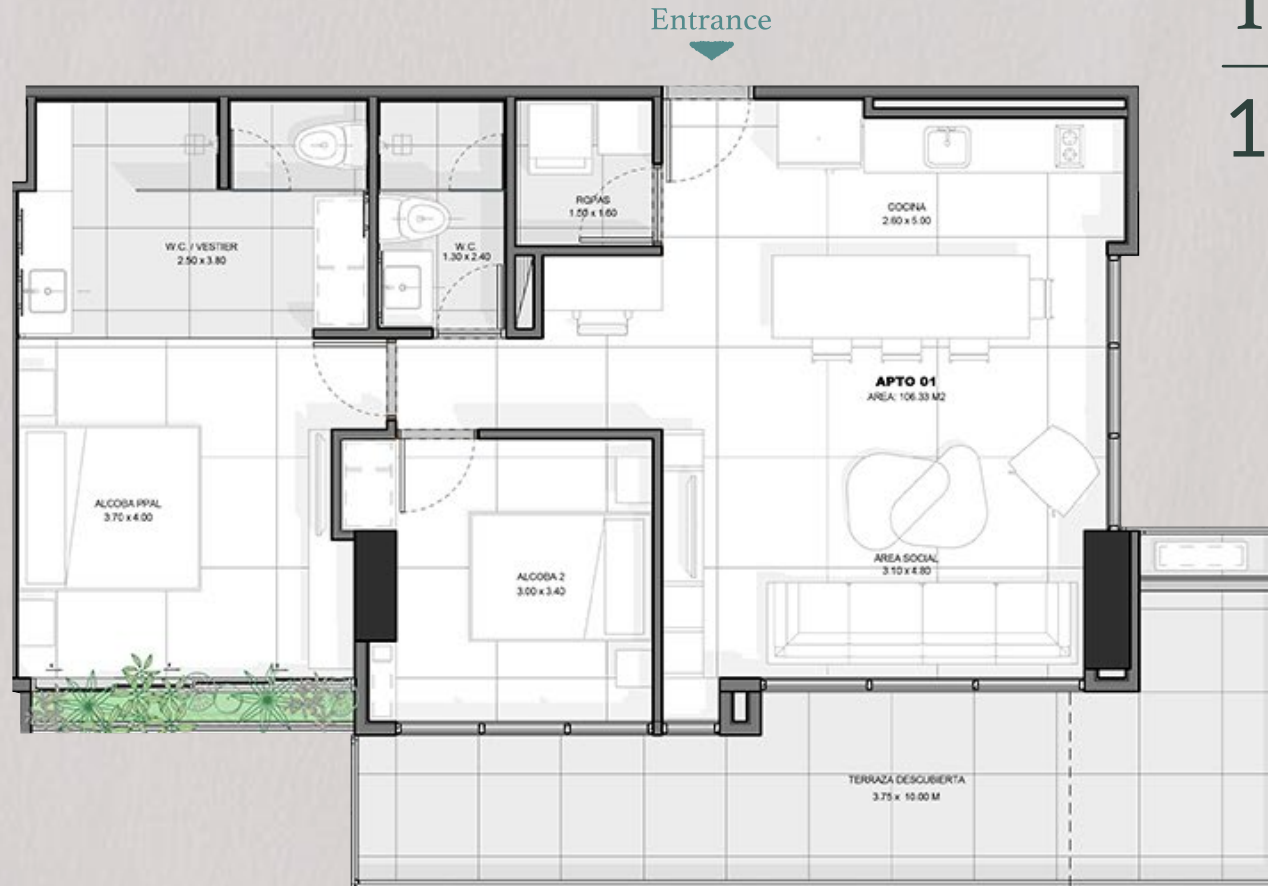 Entrance
1
ROPAS
1.50 x 1.60
COCINA
2.60 x 5.00
W.C. / VESTIER
2.50 x 3.80
W.C.
1.30 x 2.40
APTO 01
AREA: 106.33 M2
ALCOBA PPAL
3.70 x 4.00
ALCOBA 2
3.00 x 3.40
AREA SOCIAL
3.10 x 4.80
TERRAZA DESCUBIERTA
3.75 x 10.00 M